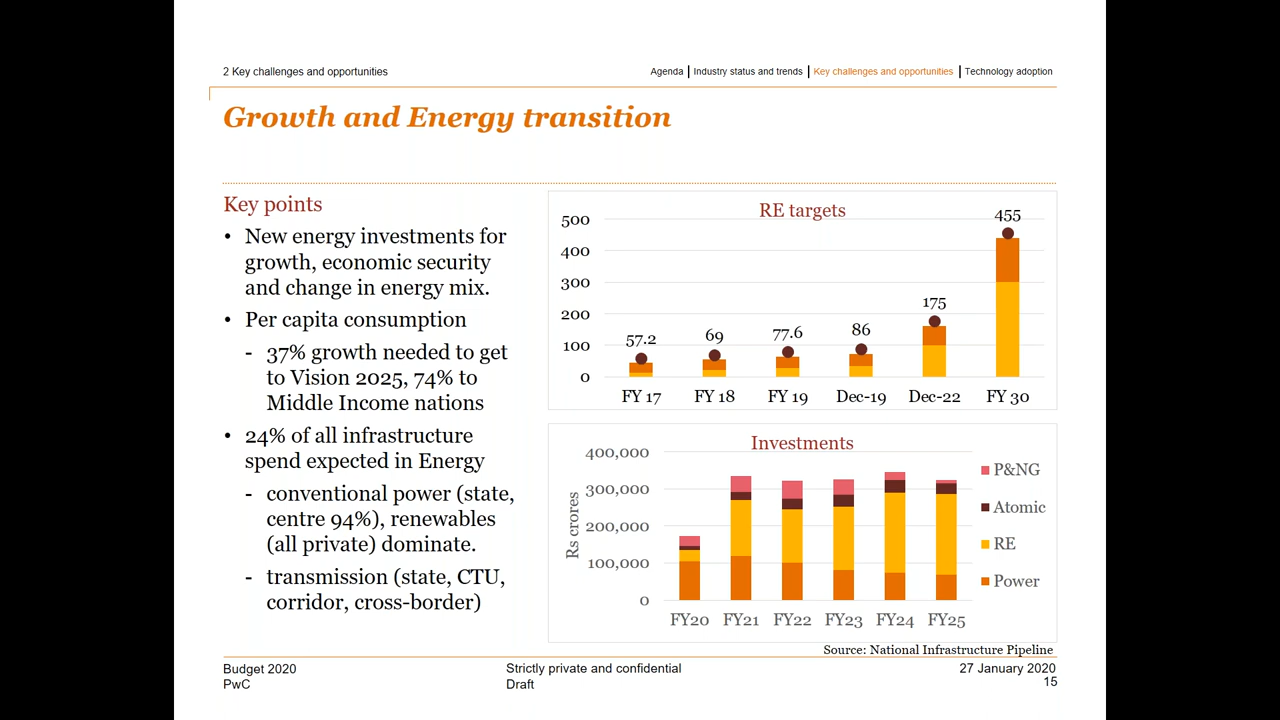 2 Key challenges and opportunities
Agenda | Industry status and trends | Key challenges and opportunities | Technology adoption
Growth and Energy transition
Key points
• New energy investments for
growth, economic security
and change in energy mix.
• Per capita consumption
- 37% growth needed to get
to Vision 2025, 74% to
Middle Income nations
• 24% of all infrastructure
spend expected in Energy
- conventional power (state,
centre 94%), renewables
(all private) dominate.
- transmission (state, CTU,
corridor, cross-border)
RE targets
500
400
300
200
100
0
57.2
69
77.6
86
175
455
FY 17 FY 18 FY 19 Dec-19 Dec-22 FY 30
Investments
Rs crores
400,000
300,000
200,000
100,000
0
FY20 FY21 FY22 FY23 FY24 FY25
P&NG
Atomic
RE
Power
Source: National Infrastructure Pipeline
Budget 2020
PwC
Strictly private and confidential
Draft
27 January 2020
15